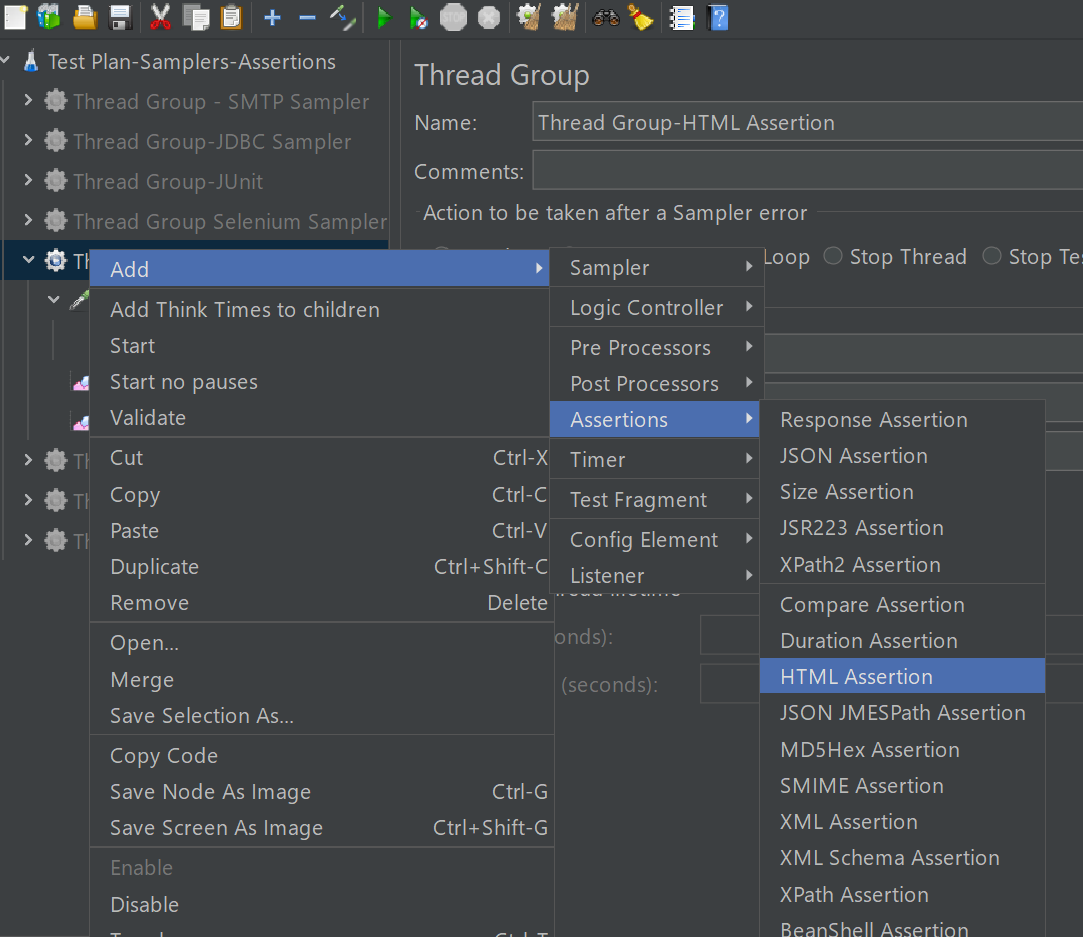 STOP
Test Plan-Samplers-Assertions
Thread Group - SMTP Sampler
Thread Group-JDBC Sampler
Thread Group-JUnit
Thread Group Selenium Sampler
Thread Group
Name:
Thread Group-HTML Assertion
Comments:
Action to be taken after a Sampler error
Loop
Stop Thread
Stop Tes
Add
Add Think Times to children
Start
Start no pauses
Validate
Cut Ctrl-X
Copy Ctrl-C
Paste Ctrl-V
Duplicate Ctrl+Shift-C
Remove Delete
Open...
Merge
Save Selection As...
Copy Code
Save Node As Image Ctrl-G
Save Screen As Image Ctrl+Shift-G
Enable
Disable
Sampler
Logic Controller
Pre Processors
Post Processors
Assertions
Timer
Test Fragment
Config Element
Listener
lifetime
onds):
(seconds):
Response Assertion
JSON Assertion
Size Assertion
JSR223 Assertion
XPath2 Assertion
Compare Assertion
Duration Assertion
HTML Assertion
JSON JMESPath Assertion
MD5Hex Assertion
SMIME Assertion
XML Assertion
XML Schema Assertion
XPath Assertion
BeanShell Assertion